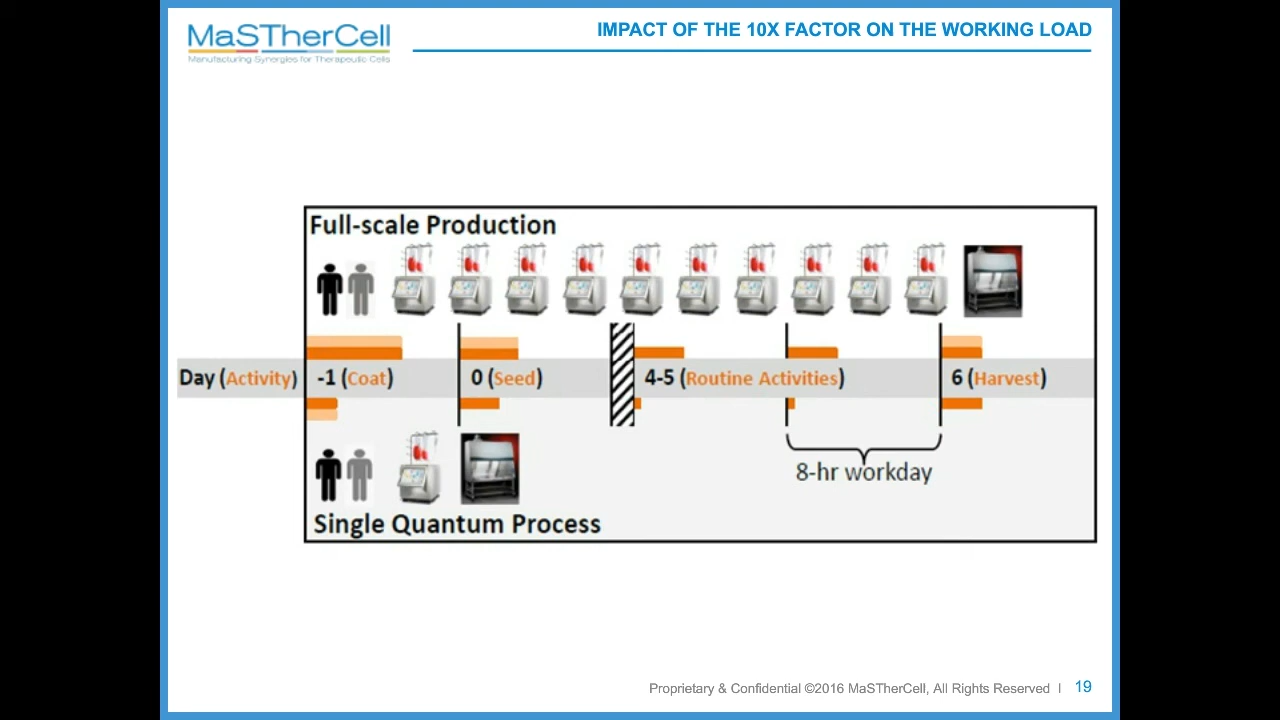 MaSTherCell
Manufacturing Synergies for Therapeutic Cells
IMPACT OF THE 10X FACTOR ON THE WORKING LOAD
Full-scale Production
Day (Activity) -1 (Coat) 0 (Seed) 4-5 (Routine Activities) 6 (Harvest)
8-hr workday
Single Quantum Process
Proprietary & Confidential ©2016 MaSTherCell, All Rights Reserved I 19